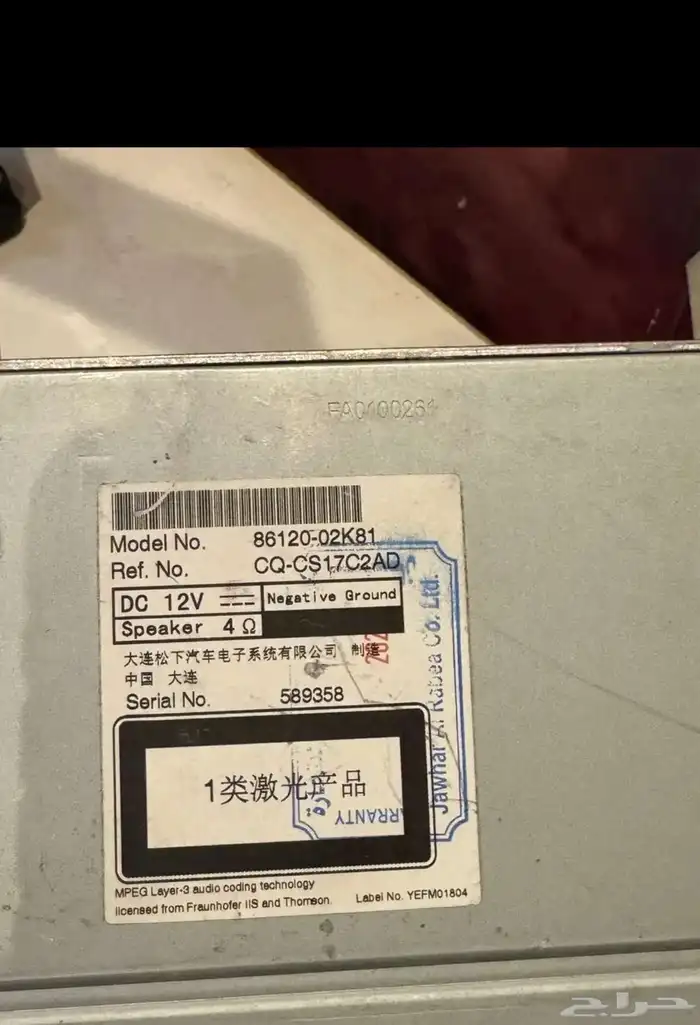 FA0100261
Model No. 86120-02K81
Ref. No. CQ-CS17C2AD
DC 12V Negative Ground
Speaker 4 Ω
大连松下汽车电子系统有限公司 制造
中国 大连
Serial No. 589358
1类激光产品
Jawhar Al Rabea Co. Ltd.
WARRANTY
MPEG Layer-3 audio coding technology
licensed from Fraunhofer IIS and Thomson.
Label No. YEFM01804
حراج